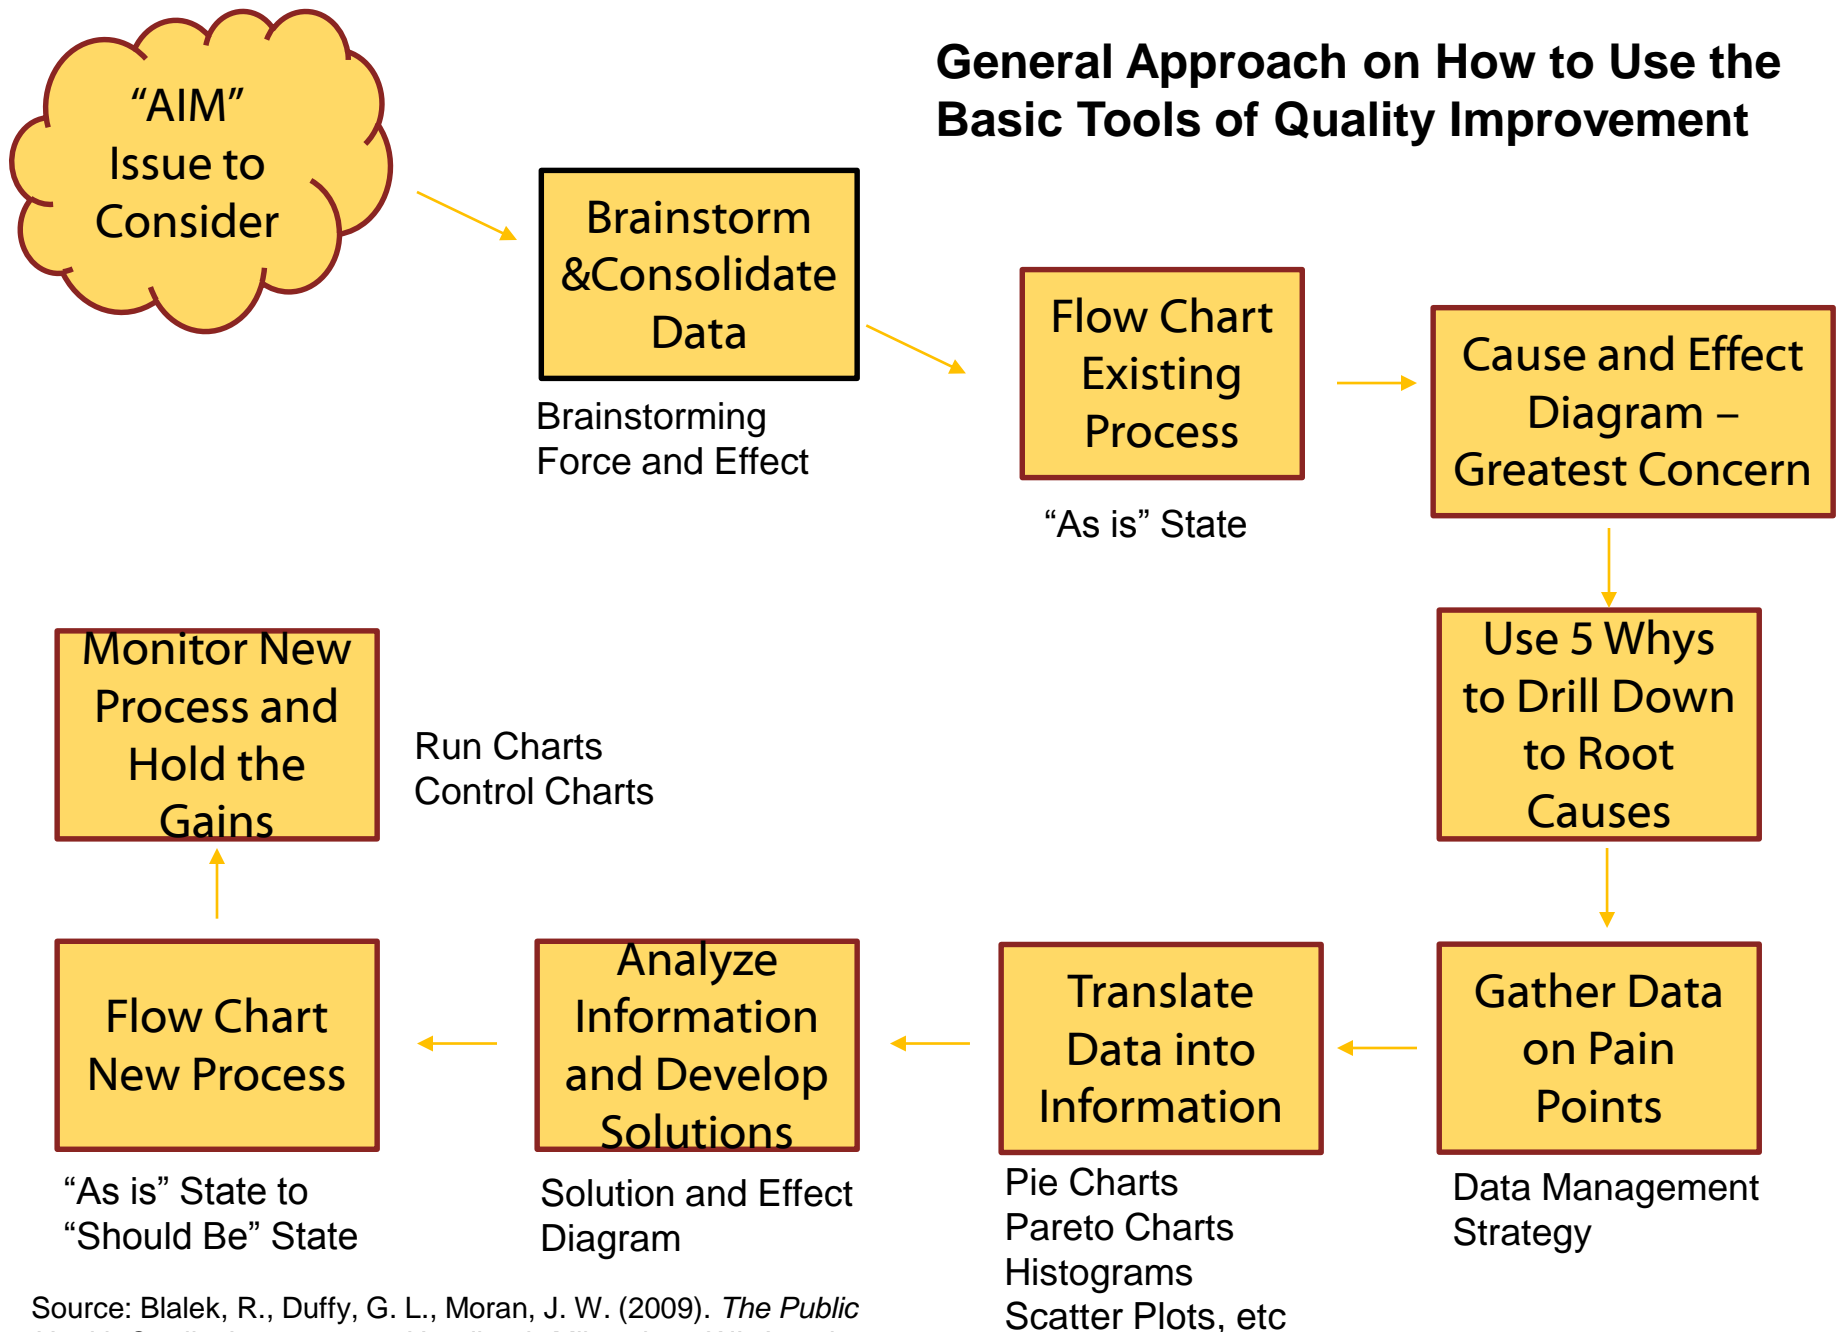 General Approach on How to Use the
Basic Tools of Quality Improvement
“AIM”
Issue to
Consider
Brainstorm
&Consolidate
Data
Brainstorming
Force and Effect
Flow Chart
Existing
Process
“As is” State
Cause and Effect
Diagram –
Greatest Concern
Use 5 Whys
to Drill Down
to Root
Causes
Gather Data
on Pain
Points
Data Management
Strategy
Translate
Data into
Information
Pie Charts
Pareto Charts
Histograms
Scatter Plots, etc
Analyze
Information
and Develop
Solutions
Solution and Effect
Diagram
Flow Chart
New Process
“As is” State to
“Should Be” State
Monitor New
Process and
Hold the
Gains
Run Charts
Control Charts
Source: Blalek, R., Duffy, G. L., Moran, J. W. (2009). The Public